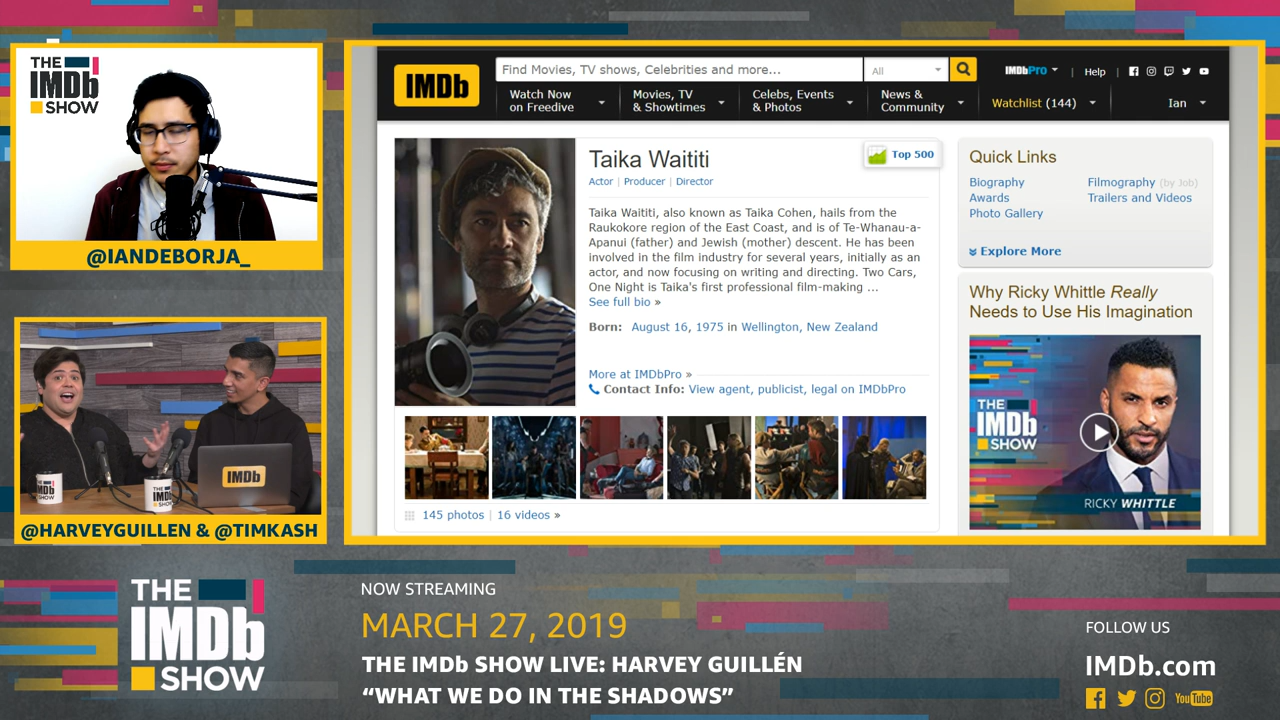 THE
IMDb
SHOW
@IANDEBORJA_
THE
IMDb
SHOW
THE
IMDb
SHOW
IMDb
@HARVEYGUILLEN & @TIMKASH
IMDb
Find Movies, TV shows, Celebrities and more...
All
IMDbPro
Help
Watch Now
on Freedive
Movies, TV
& Showtimes
Celebs, Events
& Photos
News &
Community
Watchlist (144)
Ian
Taika Waititi
Top 500
Actor | Producer | Director
Taika Waititi, also known as Taika Cohen, hails from the
Raukokore region of the East Coast, and is of Te-Whanau-a-
Apanui (father) and Jewish (mother) descent. He has been
involved in the film industry for several years, initially as an
actor, and now focusing on writing and directing. Two Cars,
One Night is Taika's first professional film-making ...
See full bio »
Born: August 16, 1975 in Wellington, New Zealand
More at IMDbPro »
Contact Info: View agent, publicist, legal on IMDbPro
145 photos | 16 videos »
Quick Links
Biography
Awards
Photo Gallery
Filmography (by Job)
Trailers and Videos
Explore More
Why Ricky Whittle Really
Needs to Use His Imagination
THE
IMDb
SHOW
RICKY WHITTLE
THE
IMDb
SHOW
NOW STREAMING
MARCH 27, 2019
THE IMDb SHOW LIVE: HARVEY GUILLÉN
“WHAT WE DO IN THE SHADOWS”
FOLLOW US
IMDb.com
YouTube